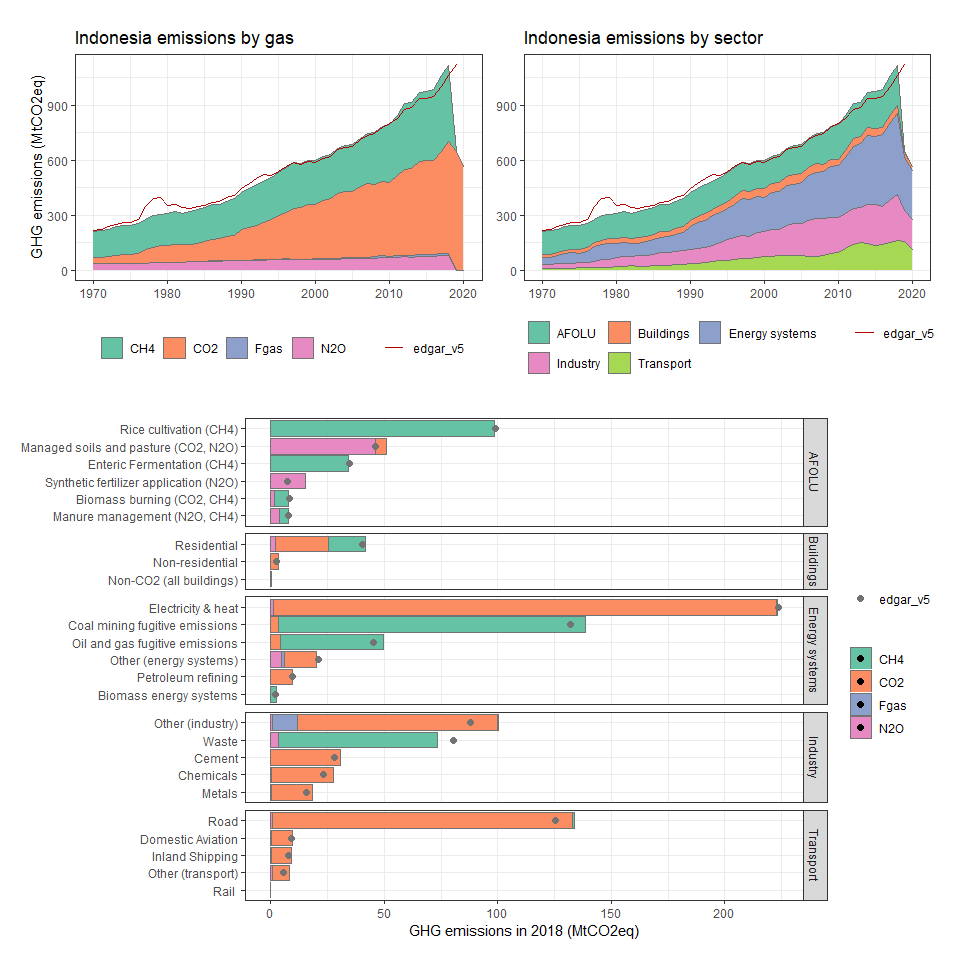 Indonesia emissions by gas
GHG emissions (MtCO2eq)
900
600
300
0
1970 1980 1990 2000 2010 2020
CH4 CO2 Fgas N2O edgar_v5
Indonesia emissions by sector
900
600
300
0
1970 1980 1990 2000 2010 2020
AFOLU Buildings Energy systems edgar_v5
Industry Transport
Rice cultivation (CH4)
Managed soils and pasture (CO2, N2O)
Enteric Fermentation (CH4)
Synthetic fertilizer application (N2O)
Biomass burning (CO2, CH4)
Manure management (N2O, CH4)
AFOLU
Residential
Non-residential
Non-CO2 (all buildings)
Buildings
Electricity & heat
Coal mining fugitive emissions
Oil and gas fugitive emissions
Other (energy systems)
Petroleum refining
Biomass energy systems
Energy systems
Other (industry)
Waste
Cement
Chemicals
Metals
Industry
Road
Domestic Aviation
Inland Shipping
Other (transport)
Rail
Transport
0 50 100 150 200
GHG emissions in 2018 (MtCO2eq)
edgar_v5
CH4
CO2
Fgas
N2O